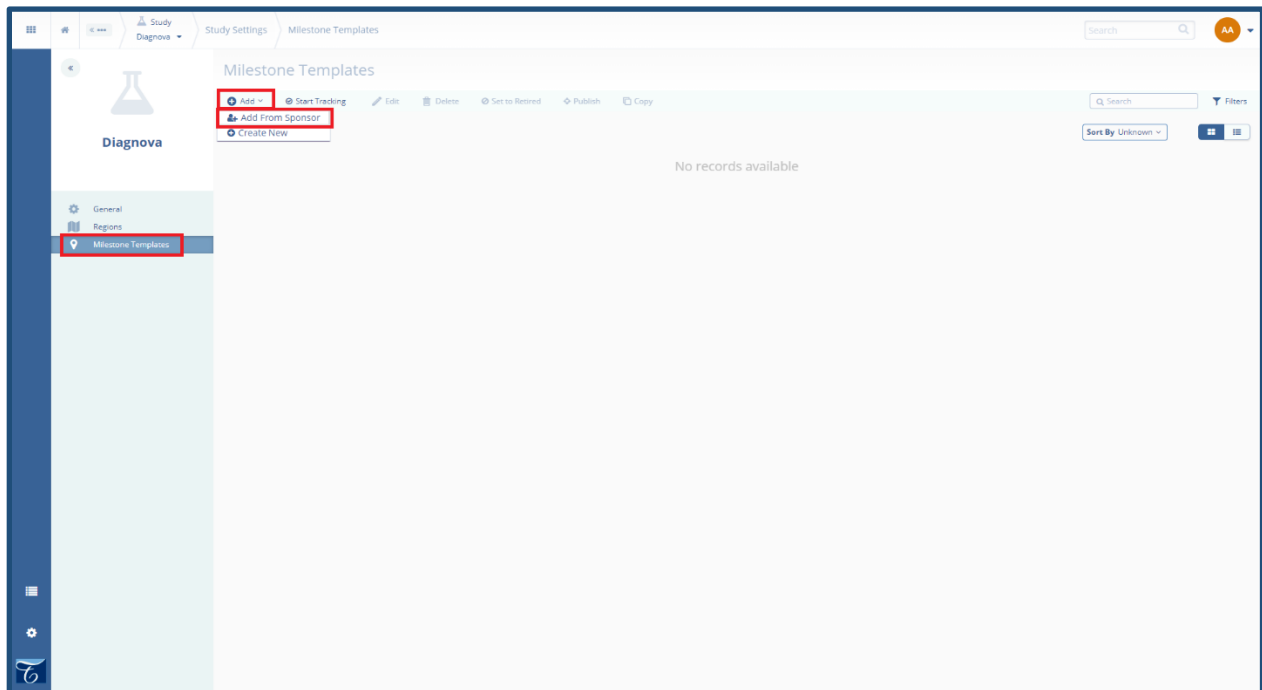 Study
Diagnova
Study Settings
Milestone Templates
Search
AA
Milestone Templates
Add
Start Tracking
Edit
Delete
Set to Retired
Publish
Copy
Search
Filters
Add From Sponsor
Create New
Sort By Unknown
Diagnova
No records available
General
Regions
Milestone Templates